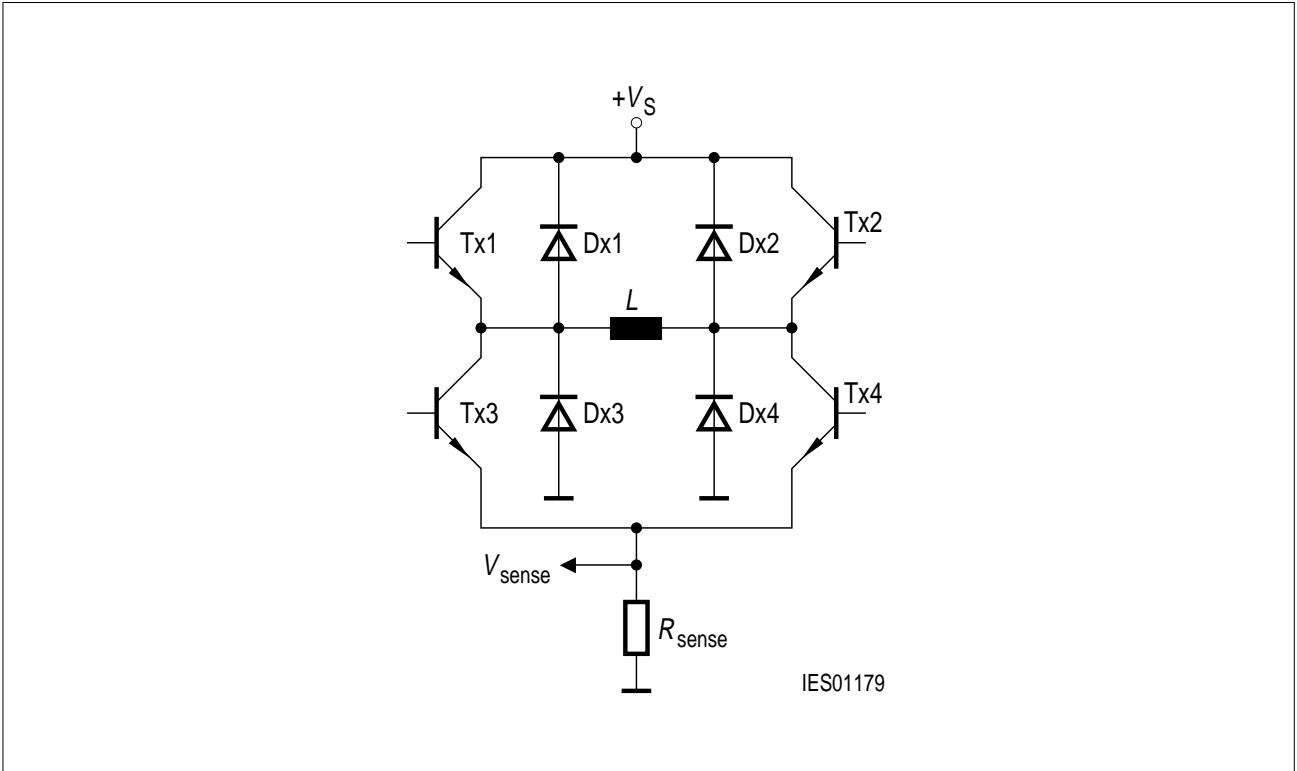 +VS
Tx1
Dx1
Dx2
Tx2
L
Tx3
Dx3
Dx4
Tx4
Vsense
Rsense
IES01179